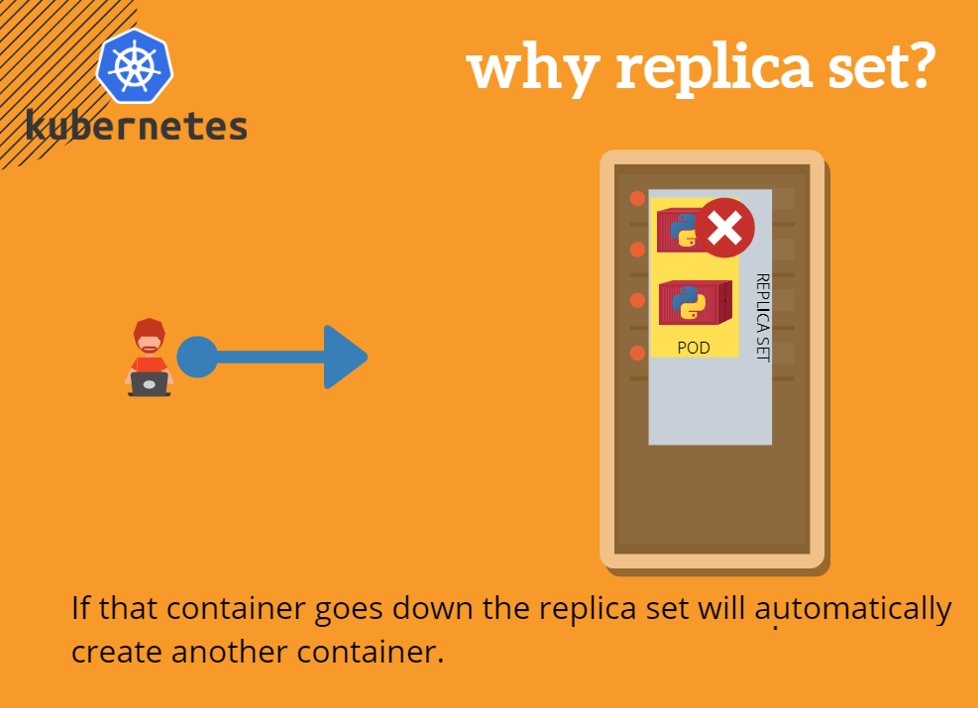 kubernetes
why replica set?
REPLICA SET
POD
If that container goes down the replica set will automatically
create another container.